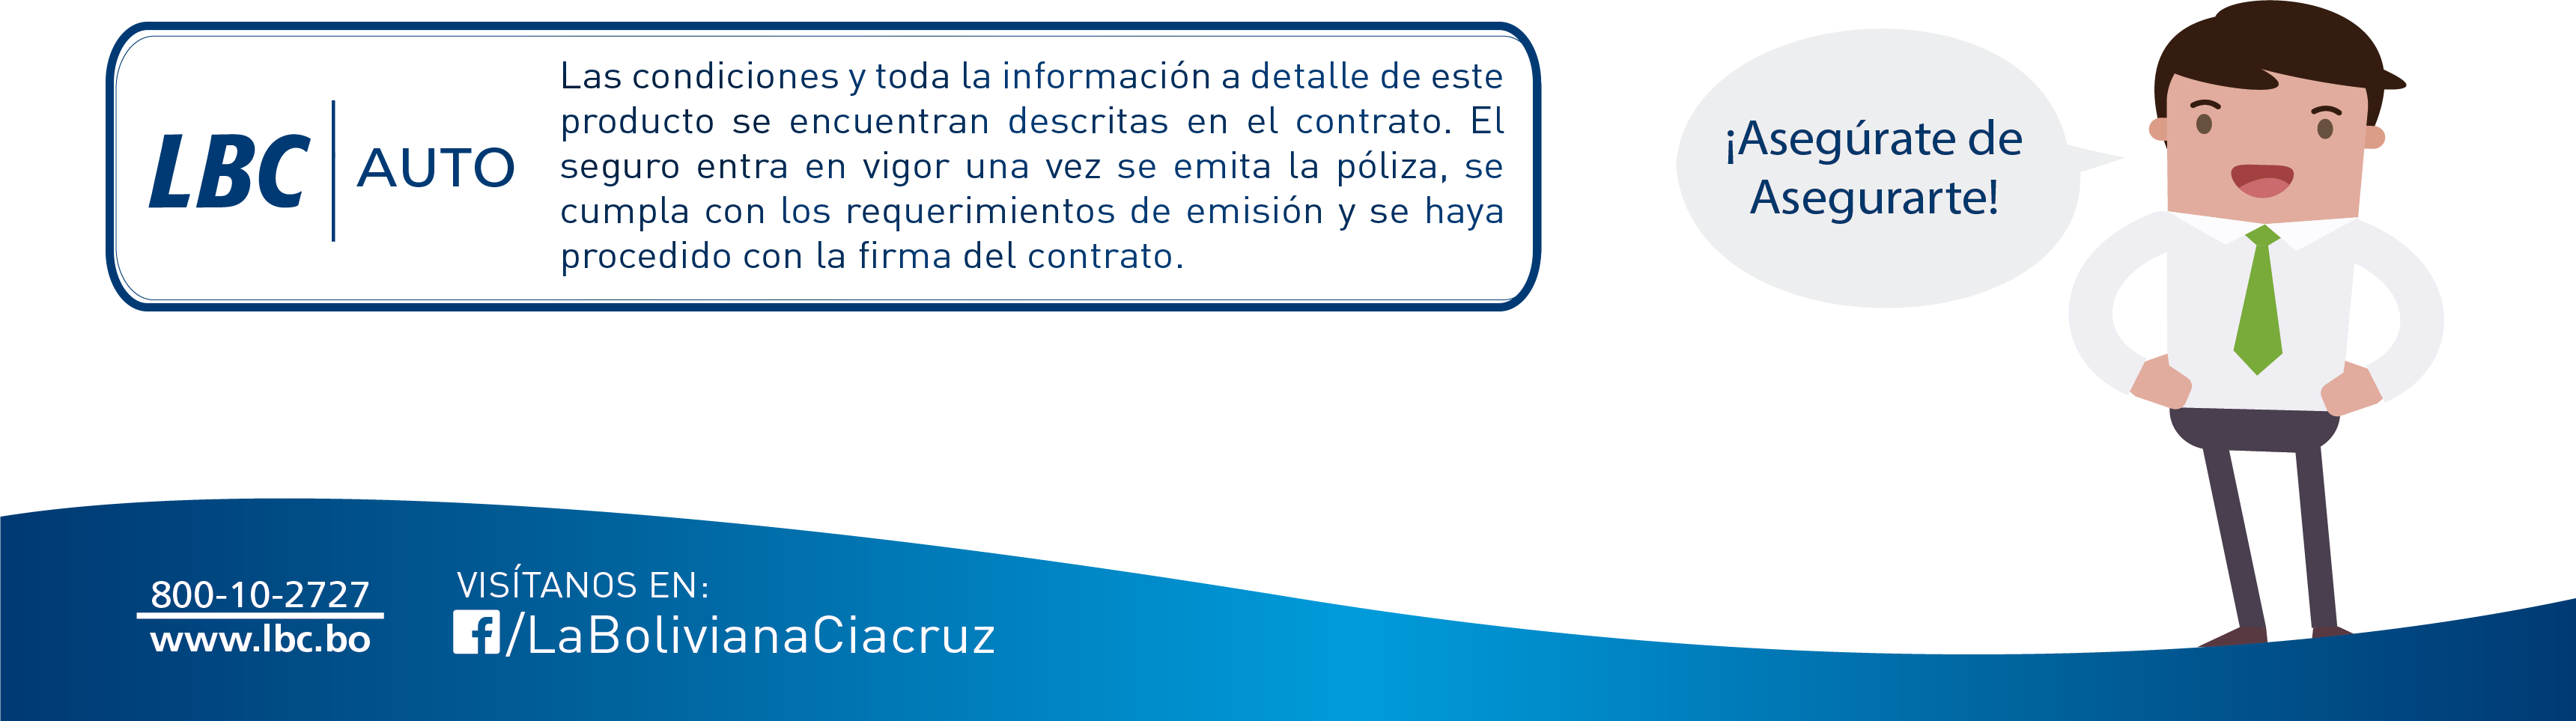 LBC | AUTO
Las condiciones y toda la información a detalle de este
producto se encuentran descritas en el contrato. El
seguro entra en vigor una vez se emita la póliza, se
cumpla con los requerimientos de emisión y se haya
procedido con la firma del contrato.
¡Asegúrate de
Asegurarte!
800-10-2727
www.lbc.bo
VISÍTANOS EN:
/LaBolivianaCiacruz